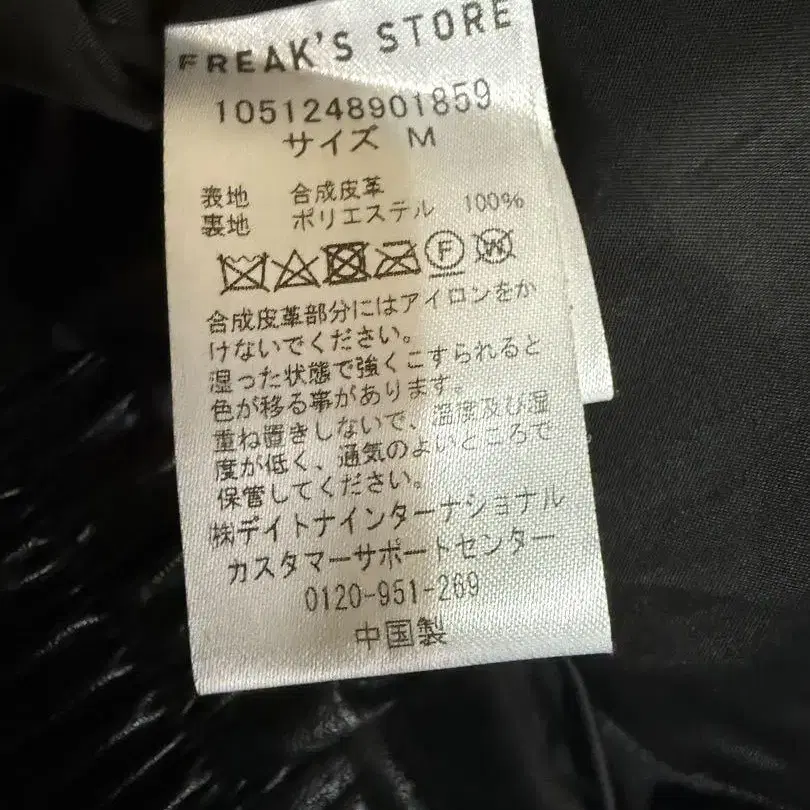 FREAK'S STORE
1051248901859
サイズ M
表地 合成皮革
裏地 ポリエステル 100%
F W
合成皮革部分にはアイロンをか
けないでください。
湿った状態で強くこすられると
色が移る事があります。
重ね置きしないで、温度及び湿
度が低く、通気のよいところで
保管してください。
㈱デイトナインターナショナル
カスタマーサポートセンター
0120-951-269
中国製